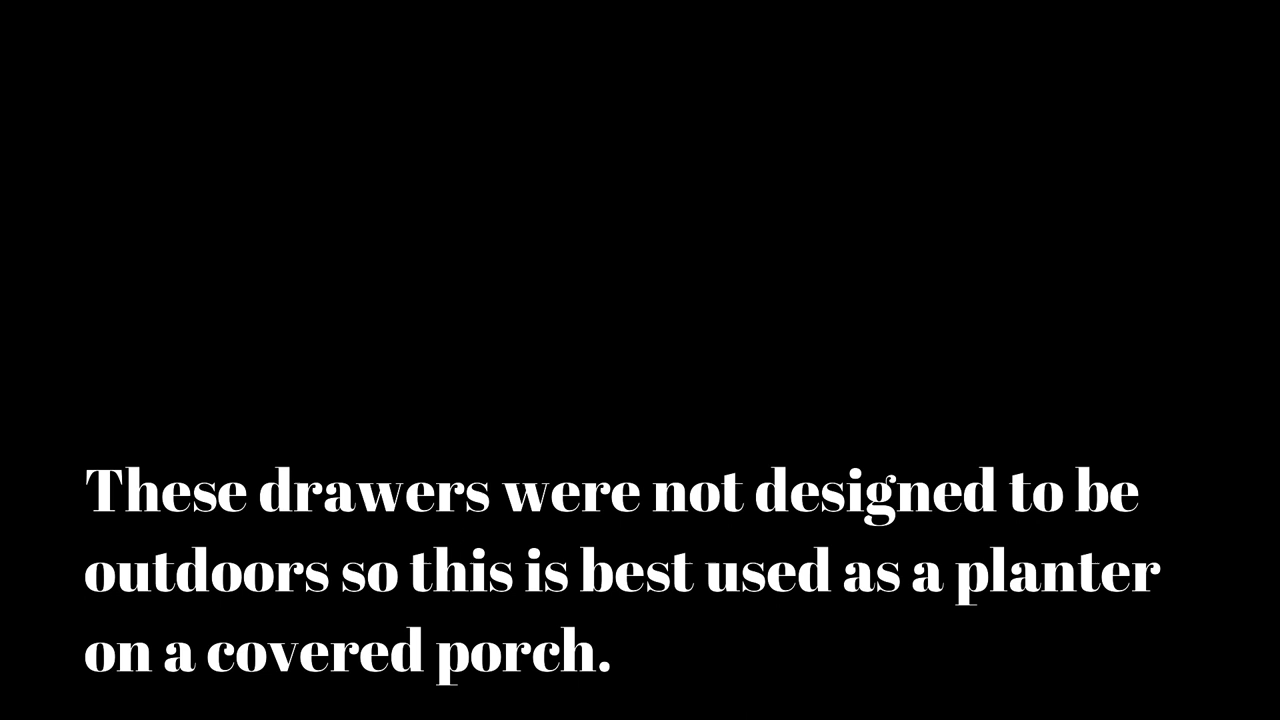 These drawers were not designed to be
outdoors so this is best used as a planter
on a covered porch.